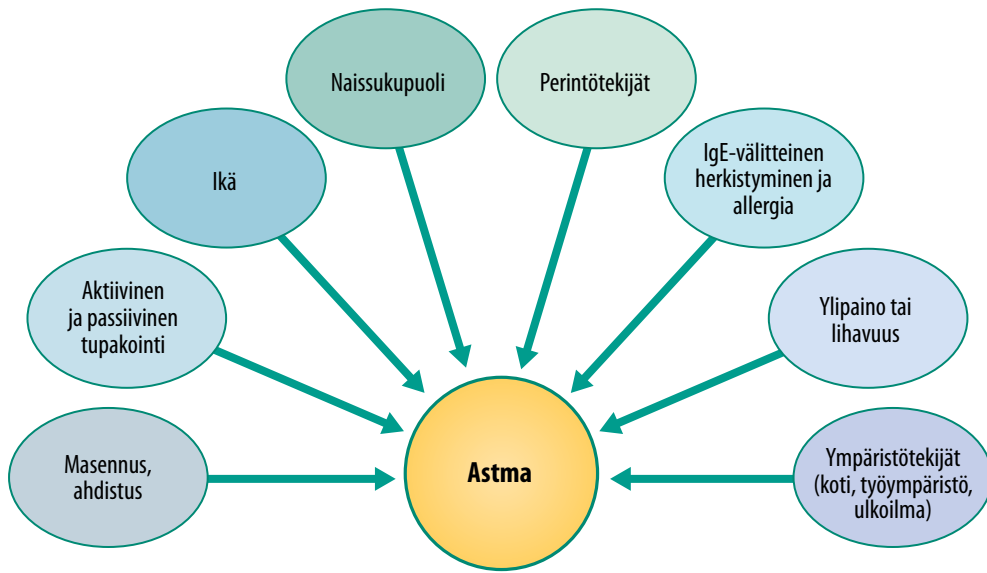 Naissukupuoli
Perintötekijät
Ikä
IgE-välitteinen
herkistyminen ja
allergia
Aktiivinen
ja passiivinen
tupakointi
Ylipaino tai
lihavuus
Masennus,
ahdistus
Astma
Ympäristötekijät
(koti, työympäristö,
ulkoilma)